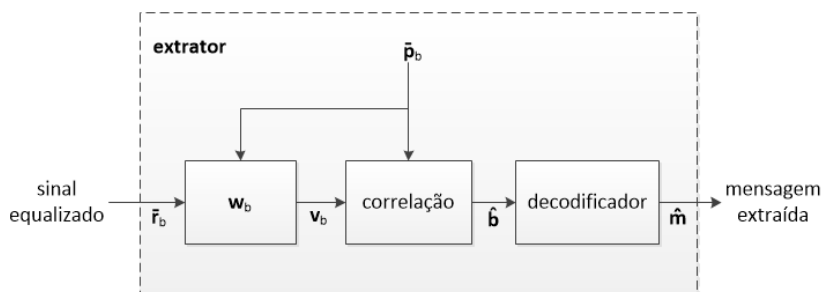 extrator
p̄b
sinal
equalizado
r̄b
wb
vb
correlação
b̂
decodificador
m̂
mensagem
extraída